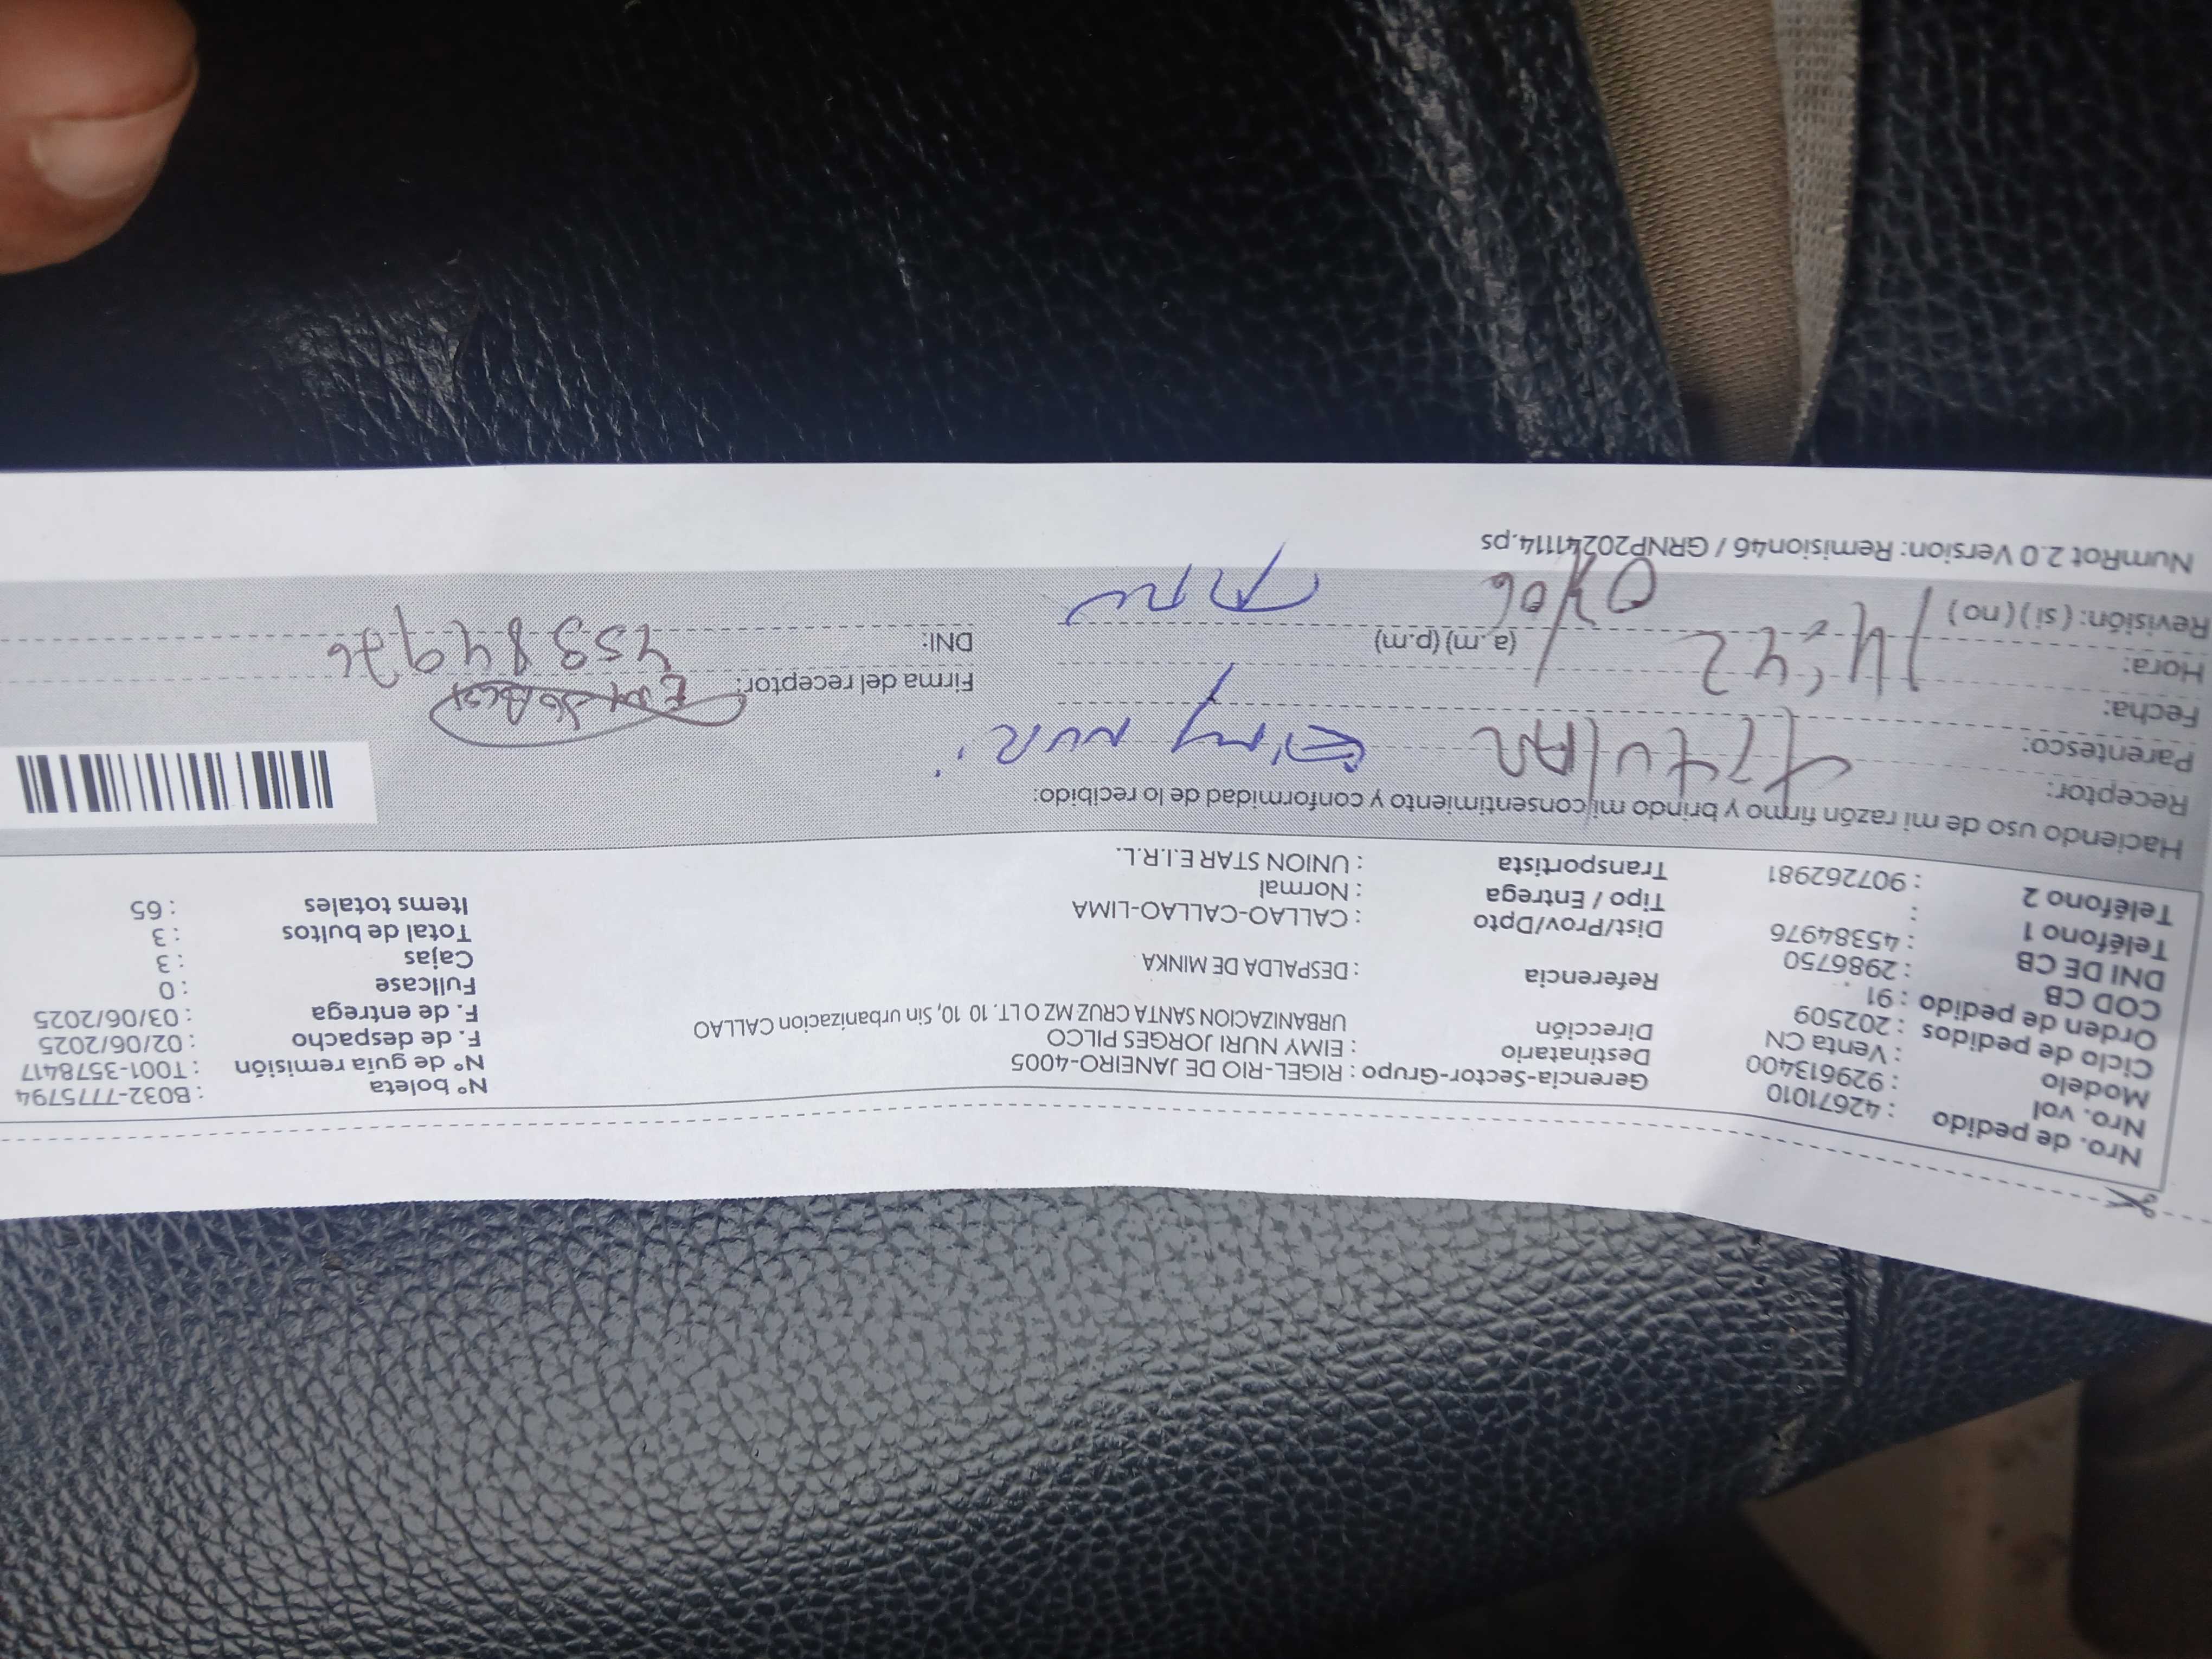 Nro. de pedido : 42671010
Nro. vol : 929613400
Modelo : Venta CN
Ciclo de pedidos : 202509
Orden de pedido : 91
COD CB : 2986750
DNI DE CB : 45384976
Teléfono 1 :
Teléfono 2 : 907262981
Gerencia-Sector-Grupo : RIGEL-RIO DE JANEIRO-4005
Destinatario : EIMY NURI JORGES PILCO
Dirección URBANIZACION SANTA CRUZ MZ O LT. 10 10, Sin urbanizacion CALLAO
Referencia : DESPALDA DE MINKA
Dist/Prov/Dpto : CALLAO-CALLAO-LIMA
Tipo / Entrega : Normal
Transportista : UNION STAR E.I.R.L.
Nº boleta : B032-7775794
Nº de guía remisión : T001-3578417
F. de despacho : 02/06/2025
F. de entrega : 03/06/2025
Fullcase : 0
Cajas : 3
Total de bultos : 3
Items totales : 65
Haciendo uso de mi razón firmo y brindo mi consentimiento y conformidad de lo recibido:
Receptor:
Parentesco: titular Eimy Nuri
Fecha:
Hora: 14:42 (a.m) (p.m)
Revisión: ( si ) ( no )
Firma del receptor:
DNI: 45384976
NumRot 2.0 Version: Remision46 / GRNP20241114.ps